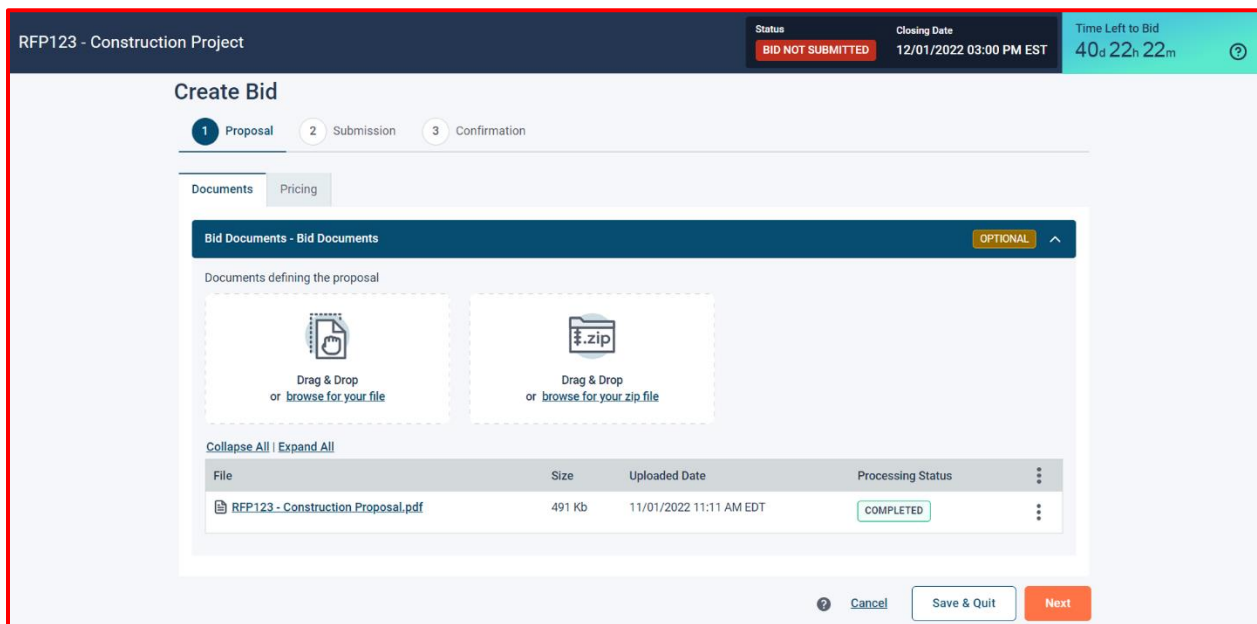 RFP123 - Construction Project
Status
BID NOT SUBMITTED
Closing Date
12/01/2022 03:00 PM EST
Time Left to Bid
40d 22h 22m
?
Create Bid
1 Proposal 2 Submission 3 Confirmation
Documents Pricing
Bid Documents - Bid Documents OPTIONAL
Documents defining the proposal
.zip
Drag & Drop
or browse for your file
Drag & Drop
or browse for your zip file
Collapse All | Expand All
File Size Uploaded Date Processing Status
RFP123 - Construction Proposal.pdf 491 Kb 11/01/2022 11:11 AM EDT COMPLETED
? Cancel Save & Quit Next